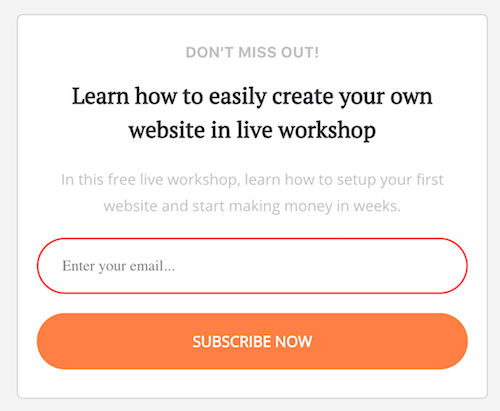 DON'T MISS OUT!
Learn how to easily create your own
website in live workshop
In this free live workshop, learn how to setup your first
website and start making money in weeks.
Enter your email...
SUBSCRIBE NOW